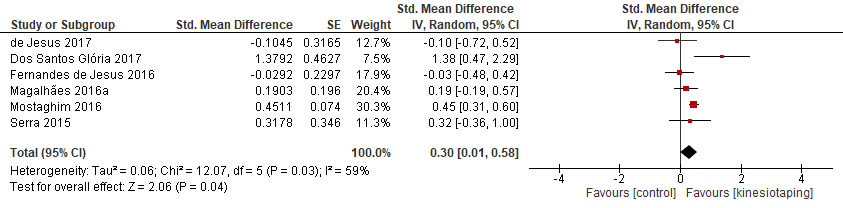 Std. Mean Difference Std. Mean Difference
Study or Subgroup Std. Mean Difference SE Weight IV, Random, 95% CI IV, Random, 95% CI
de Jesus 2017 -0.1045 0.3165 12.7% -0.10 [-0.72, 0.52]
Dos Santos Glória 2017 1.3792 0.4627 7.5% 1.38 [0.47, 2.29]
Fernandes de Jesus 2016 -0.0292 0.2297 17.9% -0.03 [-0.48, 0.42]
Magalhães 2016a 0.1903 0.196 20.4% 0.19 [-0.19, 0.57]
Mostaghim 2016 0.4511 0.074 30.3% 0.45 [0.31, 0.60]
Serra 2015 0.3178 0.346 11.3% 0.32 [-0.36, 1.00]
Total (95% CI) 100.0% 0.30 [0.01, 0.58]
Heterogeneity: Tau² = 0.06; Chi² = 12.07, df = 5 (P = 0.03); I² = 59%
Test for overall effect: Z = 2.06 (P = 0.04)
-4 -2 0 2 4
Favours [control] Favours [kinesiotaping]